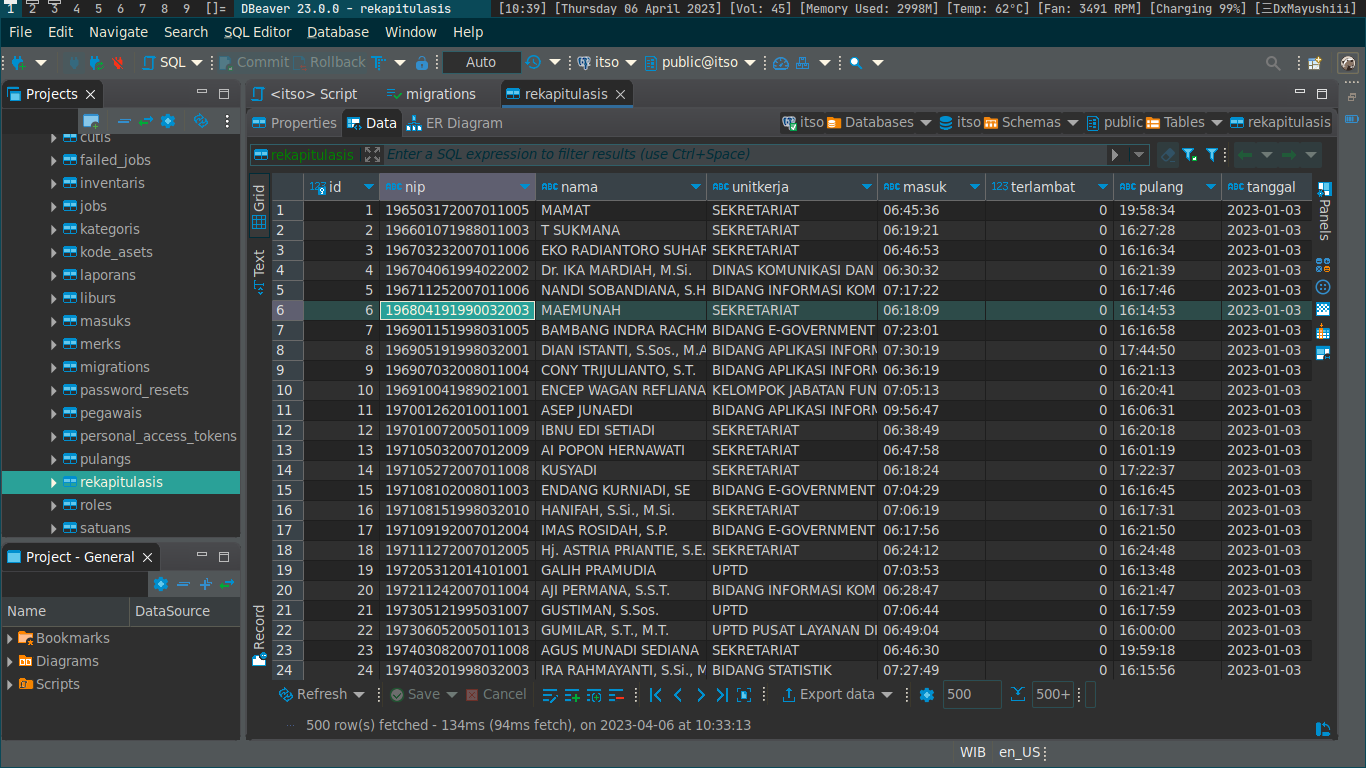 1 2 3 4 5 6 7 8 9 []= DBeaver 23.0.0 - rekapitulasis [10:39] [Thursday 06 April 2023] [Vol: 45] [Memory Used: 2998M] [Temp: 62°C] [Fan: 3491 RPM] [Charging 99%] [三DxMayushiii]
File Edit Navigate Search SQL Editor Database Window Help
SQL Commit Rollback T Auto itso public@itso
Projects
cutis
failed_jobs
inventaris
jobs
kategoris
kode_asets
laporans
liburs
masuks
merks
migrations
password_resets
pegawais
personal_access_tokens
pulangs
rekapitulasis
roles
satuans
Project - General
Name DataSource
Bookmarks
Diagrams
Scripts
<itso> Script migrations rekapitulasis
Properties Data ER Diagram itso Databases itso Schemas public Tables rekapitulasis
rekapitulasis Enter a SQL expression to filter results (use Ctrl+Space)
Grid
Text
Record
Panels
123 id ABC nip ABC nama ABC unitkerja ABC masuk 123 terlambat ABC pulang ABC tanggal
1 1 196503172007011005 MAMAT SEKRETARIAT 06:45:36 0 19:58:34 2023-01-03
2 2 196601071988011003 T SUKMANA SEKRETARIAT 06:19:21 0 16:27:28 2023-01-03
3 3 196703232007011006 EKO RADIANTORO SUHAR SEKRETARIAT 06:46:53 0 16:16:34 2023-01-03
4 4 196704061994022002 Dr. IKA MARDIAH, M.Si. DINAS KOMUNIKASI DAN 06:30:32 0 16:21:39 2023-01-03
5 5 196711252007011006 NANDI SOBANDIANA, S.H BIDANG INFORMASI KOM 07:17:22 0 16:17:46 2023-01-03
6 6 196804191990032003 MAEMUNAH SEKRETARIAT 06:18:09 0 16:14:53 2023-01-03
7 7 196901151998031005 BAMBANG INDRA RACHM BIDANG E-GOVERNMENT 07:23:01 0 16:16:58 2023-01-03
8 8 196905191998032001 DIAN ISTANTI, S.Sos., M.A BIDANG APLIKASI INFORM 07:30:19 0 17:44:50 2023-01-03
9 9 196907032008011004 CONY TRIJULIANTO, S.T. BIDANG APLIKASI INFORM 06:36:19 0 16:21:13 2023-01-03
10 10 196910041989021001 ENCEP WAGAN REFLIANA KELOMPOK JABATAN FUN 07:05:13 0 16:20:41 2023-01-03
11 11 197001262010011001 ASEP JUNAEDI BIDANG APLIKASI INFORM 09:56:47 0 16:06:31 2023-01-03
12 12 197010072005011009 IBNU EDI SETIADI SEKRETARIAT 06:38:49 0 16:20:18 2023-01-03
13 13 197105032007012009 AI POPON HERNAWATI SEKRETARIAT 06:47:58 0 16:01:19 2023-01-03
14 14 197105272007011008 KUSYADI SEKRETARIAT 06:18:24 0 17:22:37 2023-01-03
15 15 197108102008011003 ENDANG KURNIADI, SE BIDANG E-GOVERNMENT 07:04:29 0 16:16:45 2023-01-03
16 16 197108151998032010 HANIFAH, S.Si., M.Si. SEKRETARIAT 07:06:19 0 16:17:31 2023-01-03
17 17 197109192007012004 IMAS ROSIDAH, S.P. BIDANG E-GOVERNMENT 06:17:56 0 16:21:50 2023-01-03
18 18 197111272007012005 Hj. ASTRIA PRIANTIE, S.E. SEKRETARIAT 06:24:12 0 16:24:48 2023-01-03
19 19 197205312014101001 GALIH PRAMUDIA UPTD 07:03:53 0 16:13:48 2023-01-03
20 20 197211242007011004 AJI PERMANA, S.S.T. BIDANG INFORMASI KOM 06:28:47 0 16:21:47 2023-01-03
21 21 197305121995031007 GUSTIMAN, S.Sos. UPTD 07:06:44 0 16:17:59 2023-01-03
22 22 197306052005011013 GUMILAR, S.T., M.T. UPTD PUSAT LAYANAN DI 06:49:04 0 16:00:00 2023-01-03
23 23 197403082007011008 AGUS MUNADI SEDIANA SEKRETARIAT 06:46:30 0 19:59:18 2023-01-03
24 24 197403201998032003 IRA RAHMAYANTI, S.Si., M BIDANG STATISTIK 07:27:49 0 16:15:56 2023-01-03
Refresh Save Cancel Export data 500 500+
500 row(s) fetched - 134ms (94ms fetch), on 2023-04-06 at 10:33:13
WIB en_US